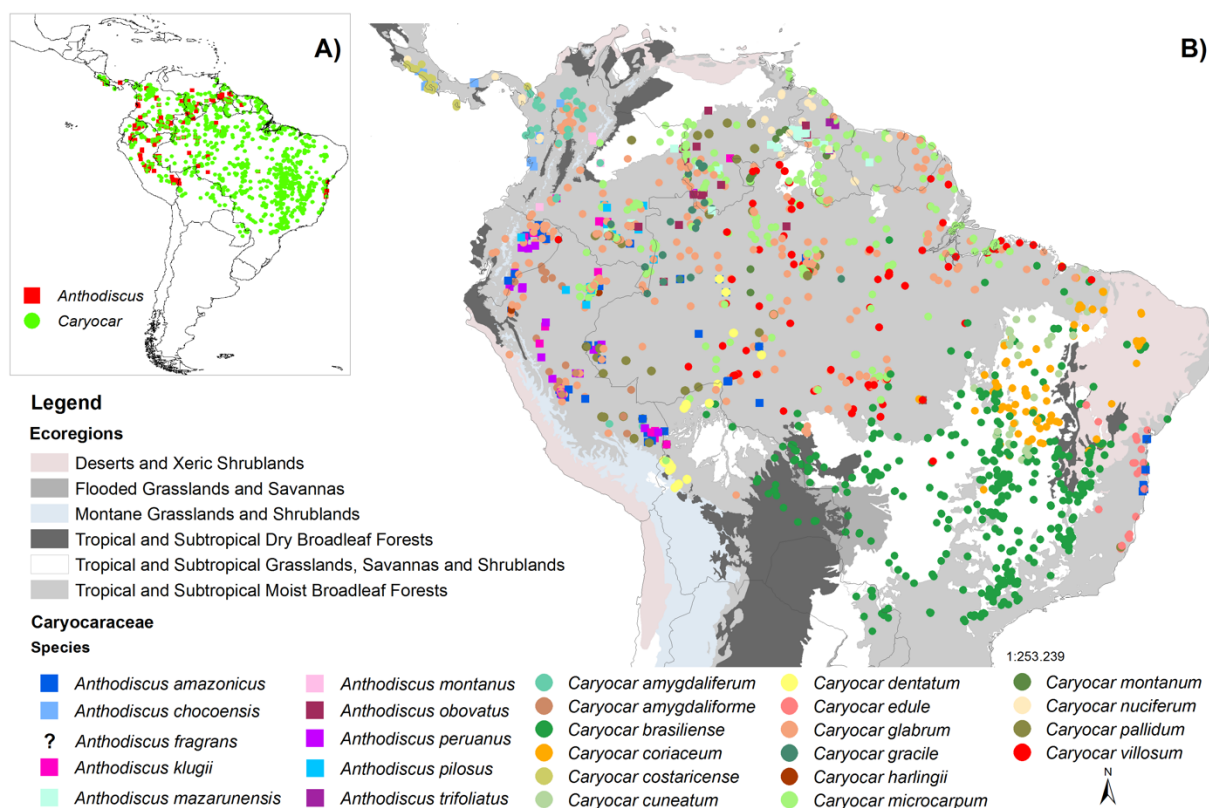 A)
B)
Anthodiscus
Caryocar
Legend
Ecoregions
Deserts and Xeric Shrublands
Flooded Grasslands and Savannas
Montane Grasslands and Shrublands
Tropical and Subtropical Dry Broadleaf Forests
Tropical and Subtropical Grasslands, Savannas and Shrublands
Tropical and Subtropical Moist Broadleaf Forests
1:253.239
Caryocaraceae
Species
Anthodiscus amazonicus
Anthodiscus chocoensis
? Anthodiscus fragrans
Anthodiscus klugii
Anthodiscus mazarunensis
Anthodiscus montanus
Anthodiscus obovatus
Anthodiscus peruanus
Anthodiscus pilosus
Anthodiscus trifoliatus
Caryocar amygdaliferum
Caryocar amygdaliforme
Caryocar brasiliense
Caryocar coriaceum
Caryocar costaricense
Caryocar cuneatum
Caryocar dentatum
Caryocar edule
Caryocar glabrum
Caryocar gracile
Caryocar harlingii
Caryocar microcarpum
Caryocar montanum
Caryocar nuciferum
Caryocar pallidum
Caryocar villosum
N